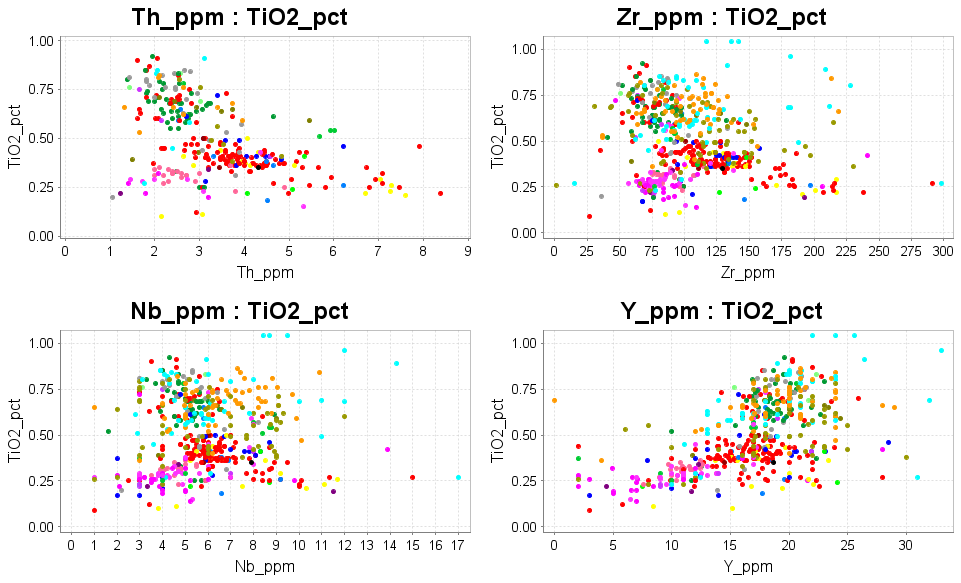 Th_ppm : TiO2_pct
Zr_ppm : TiO2_pct
TiO2_pct
1.00
0.75
0.50
0.25
0.00
0 1 2 3 4 5 6 7 8 9
Th_ppm
TiO2_pct
1.00
0.75
0.50
0.25
0.00
0 25 50 75 100 125 150 175 200 225 250 275 300
Zr_ppm
Nb_ppm : TiO2_pct
Y_ppm : TiO2_pct
TiO2_pct
1.00
0.75
0.50
0.25
0.00
0 1 2 3 4 5 6 7 8 9 10 11 12 13 14 15 16 17
Nb_ppm
TiO2_pct
1.00
0.75
0.50
0.25
0.00
0 5 10 15 20 25 30
Y_ppm